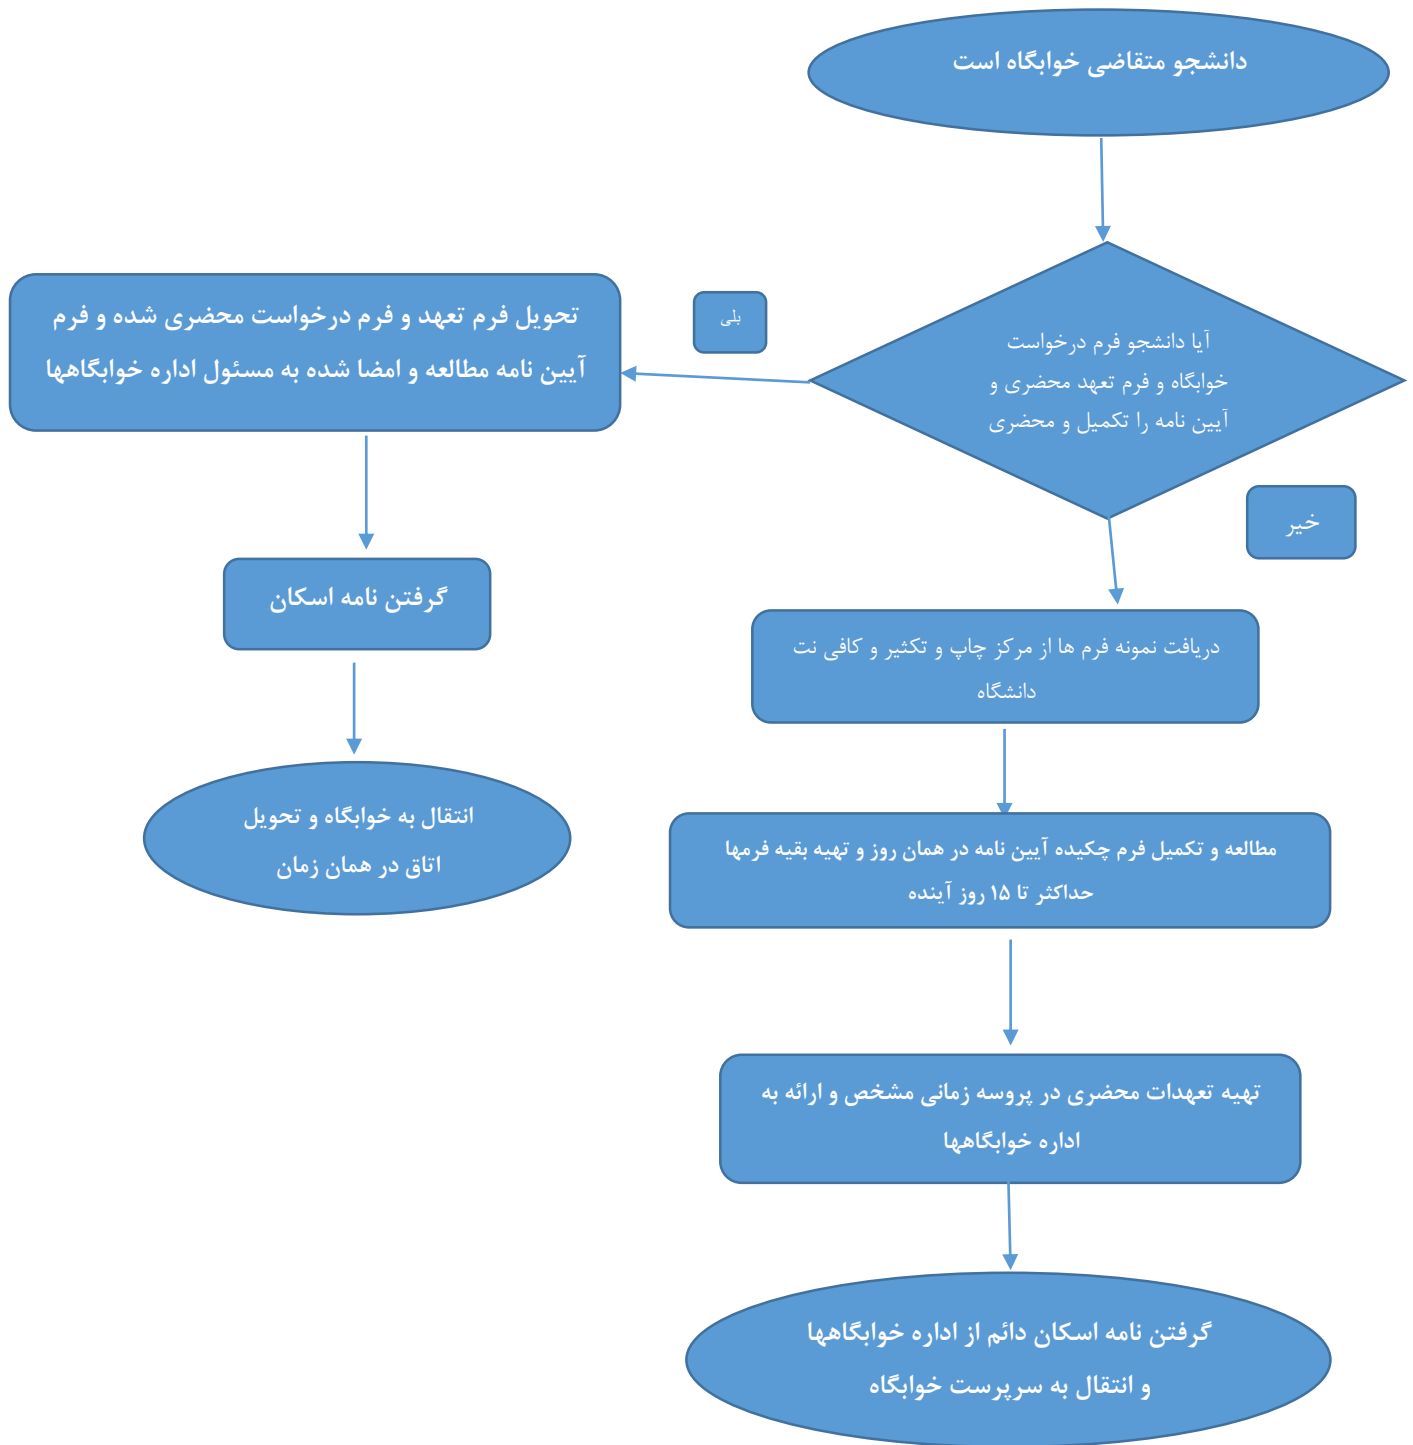 دانشجو متقاضی خوابگاه است
آیا دانشجو فرم درخواست
خوابگاه و فرم تعهد محضری و
آیین نامه را تکمیل و محضری
بلی
تحویل فرم تعهد و فرم درخواست محضری شده و فرم
آیین نامه مطالعه و امضا شده به مسئول اداره خوابگاهها
گرفتن نامه اسکان
انتقال به خوابگاه و تحویل
اتاق در همان زمان
خیر
دریافت نمونه فرم ها از مرکز چاپ و تکثیر و کافی نت
دانشگاه
مطالعه و تکمیل فرم چکیده آیین نامه در همان روز و تهیه بقیه فرمها
حداکثر تا ۱۵ روز آینده
تهیه تعهدات محضری در پروسه زمانی مشخص و ارائه به
اداره خوابگاهها
گرفتن نامه اسکان دائم از اداره خوابگاهها
و انتقال به سرپرست خوابگاه